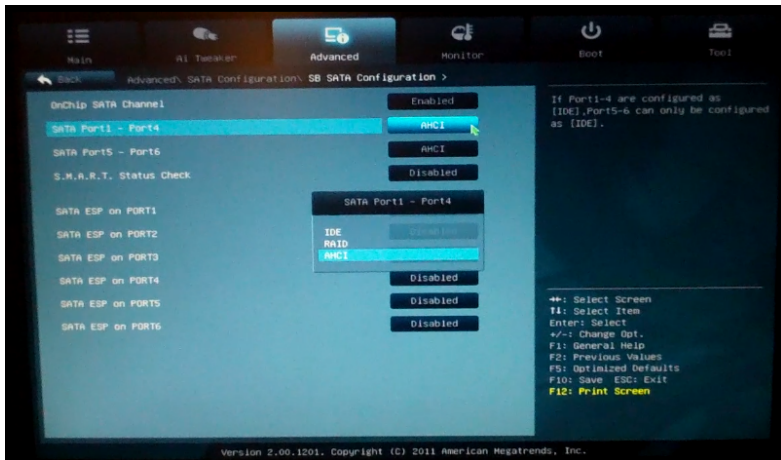 Main
Ai Tweaker
Advanced
Monitor
Boot
Tool
Back Advanced\ SATA Configuration\ SB SATA Configuration >
OnChip SATA Channel Enabled
SATA Port1 - Port4 AHCI
SATA Port5 - Port6 AHCI
S.M.A.R.T. Status Check Disabled
SATA ESP on PORT1
SATA ESP on PORT2 Disabled
SATA ESP on PORT3
SATA ESP on PORT4 Disabled
SATA ESP on PORT5 Disabled
SATA ESP on PORT6 Disabled
SATA Port1 - Port4
IDE
RAID
AHCI
If Port1-4 are configured as
[IDE],Port5-6 can only be configured
as [IDE].
→←: Select Screen
↑↓: Select Item
Enter: Select
+/-: Change Opt.
F1: General Help
F2: Previous Values
F5: Optimized Defaults
F10: Save ESC: Exit
F12: Print Screen
Version 2.00.1201. Copyright (C) 2011 American Megatrends, Inc.